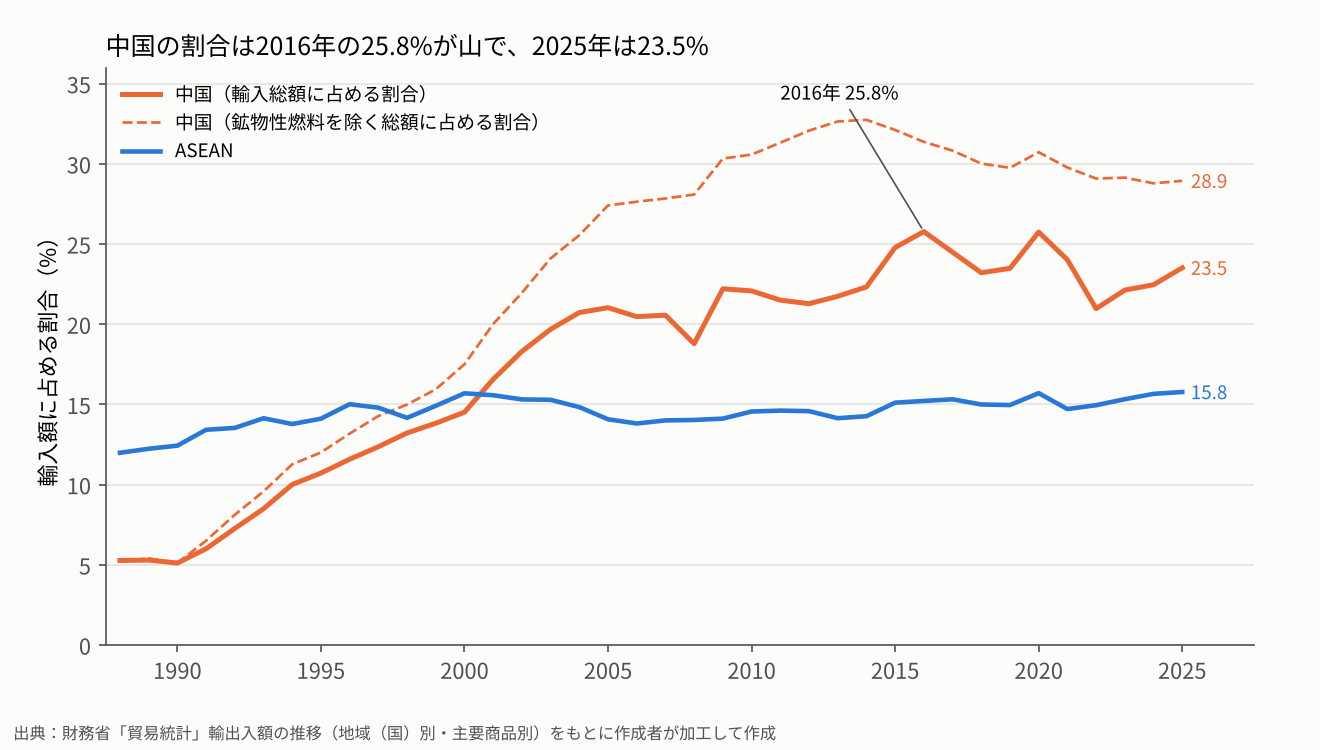 中国の割合は2016年の25.8%が山で、2025年は23.5%
輸入額に占める割合（%）
35
30
25
20
15
10
5
0
中国（輸入総額に占める割合）
中国（鉱物性燃料を除く総額に占める割合）
ASEAN
2016年 25.8%
28.9
23.5
15.8
1990 1995 2000 2005 2010 2015 2020 2025
出典：財務省「貿易統計」輸出入額の推移（地域（国）別・主要商品別）をもとに作成者が加工して作成